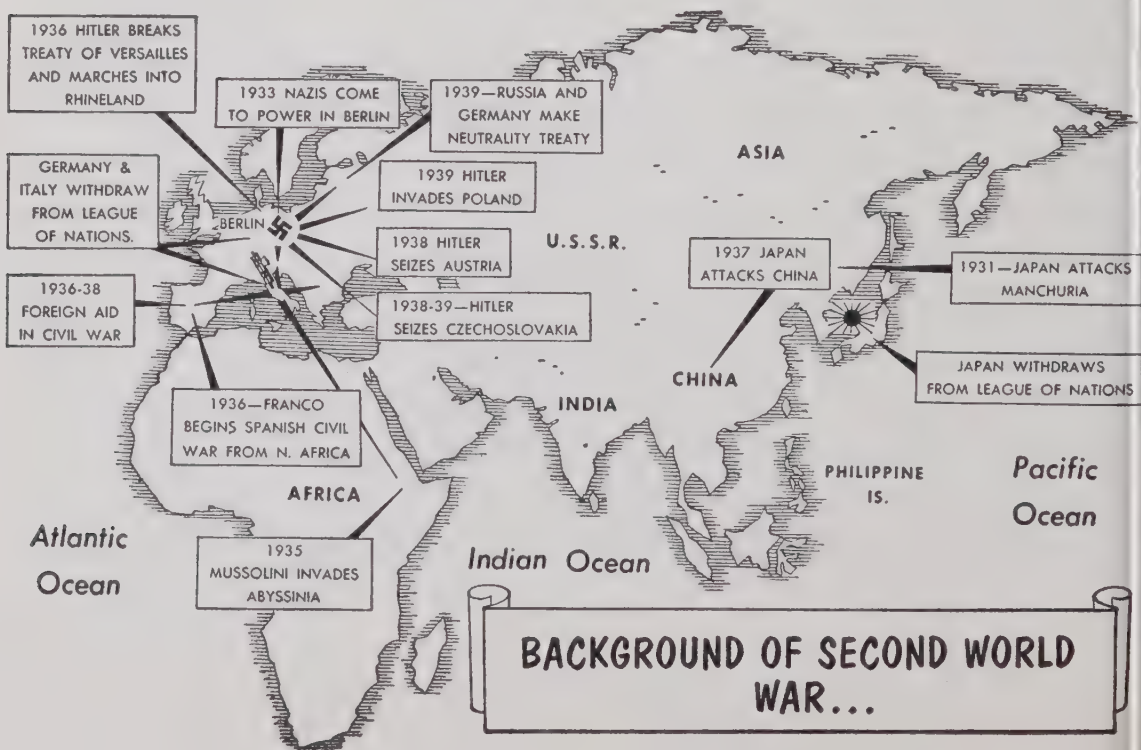 1936 HITLER BREAKS
TREATY OF VERSAILLES
AND MARCHES INTO
RHINELAND
1933 NAZIS COME
TO POWER IN BERLIN
1939—RUSSIA AND
GERMANY MAKE
NEUTRALITY TREATY
GERMANY &
ITALY WITHDRAW
FROM LEAGUE
OF NATIONS.
BERLIN
1939 HITLER
INVADES POLAND
1938 HITLER
SEIZES AUSTRIA
1936-38
FOREIGN AID
IN CIVIL WAR
1938-39—HITLER
SEIZES CZECHOSLOVAKIA
ASIA
U.S.S.R.
1937 JAPAN
ATTACKS CHINA
1931—JAPAN ATTACKS
MANCHURIA
JAPAN WITHDRAWS
FROM LEAGUE OF NATIONS
CHINA
INDIA
1936—FRANCO
BEGINS SPANISH CIVIL
WAR FROM N. AFRICA
AFRICA
PHILIPPINE
IS.
Pacific
Ocean
Atlantic
Ocean
1935
MUSSOLINI INVADES
ABYSSINIA
Indian Ocean
BACKGROUND OF SECOND WORLD
WAR...